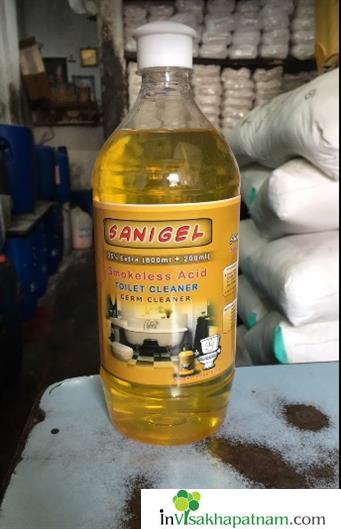 SANIGEL
25% Extra (800ml + 200ml)
Smokeless Acid
TOILET CLEANER
GERM CLEANER
inVisakhapatnam.com